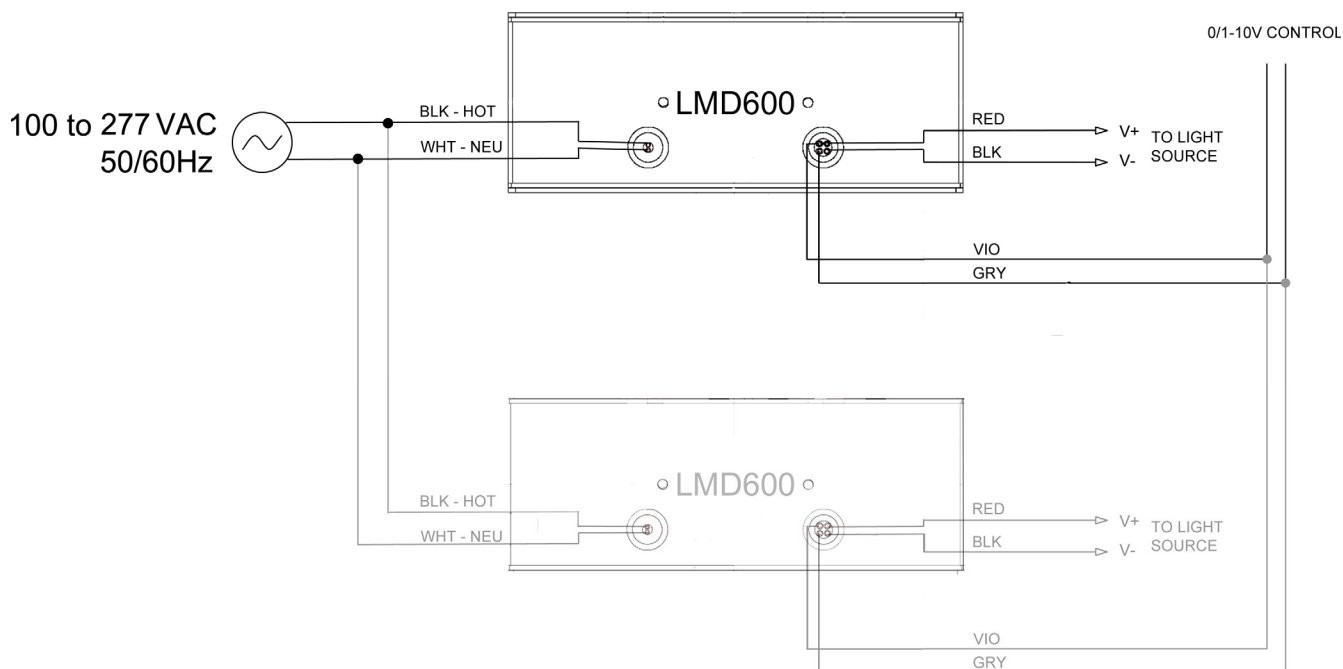 0/1-10V CONTROL
100 to 277 VAC
50/60Hz
BLK - HOT
WHT - NEU
LMD600
RED
BLK
V+
V-
TO LIGHT
SOURCE
VIO
GRY
BLK - HOT
WHT - NEU
LMD600
RED
BLK
V+
V-
TO LIGHT
SOURCE
VIO
GRY